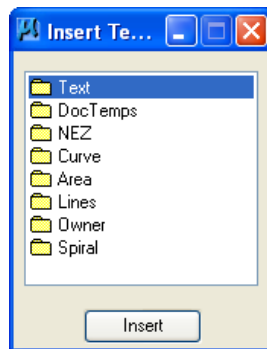 Insert Te...
Text
DocTemps
NEZ
Curve
Area
Lines
Owner
Spiral
Insert